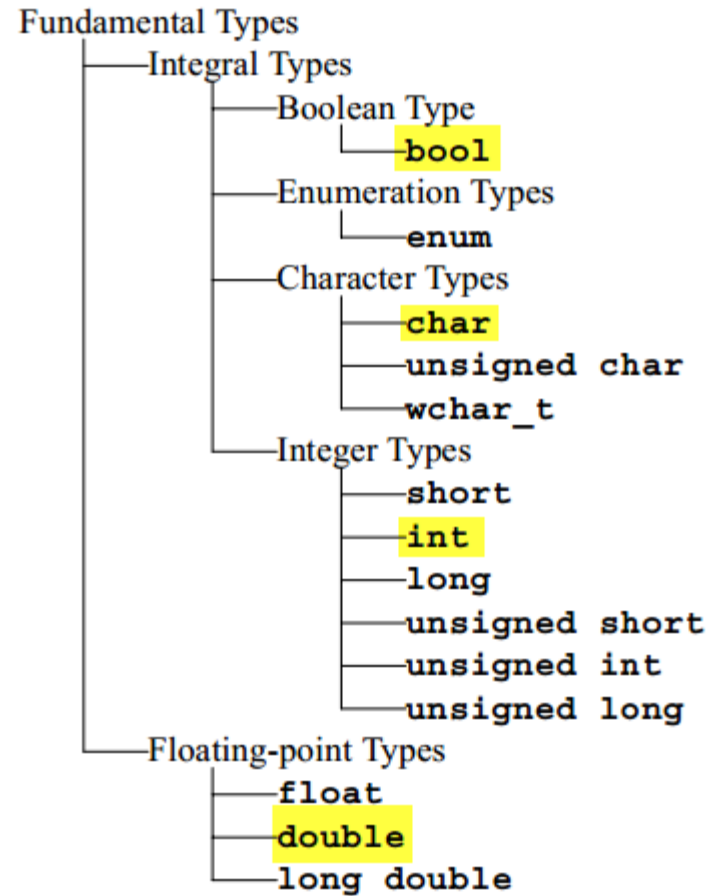 Fundamental Types
Integral Types
Boolean Type
bool
Enumeration Types
enum
Character Types
char
unsigned char
wchar_t
Integer Types
short
int
long
unsigned short
unsigned int
unsigned long
Floating-point Types
float
double
long double